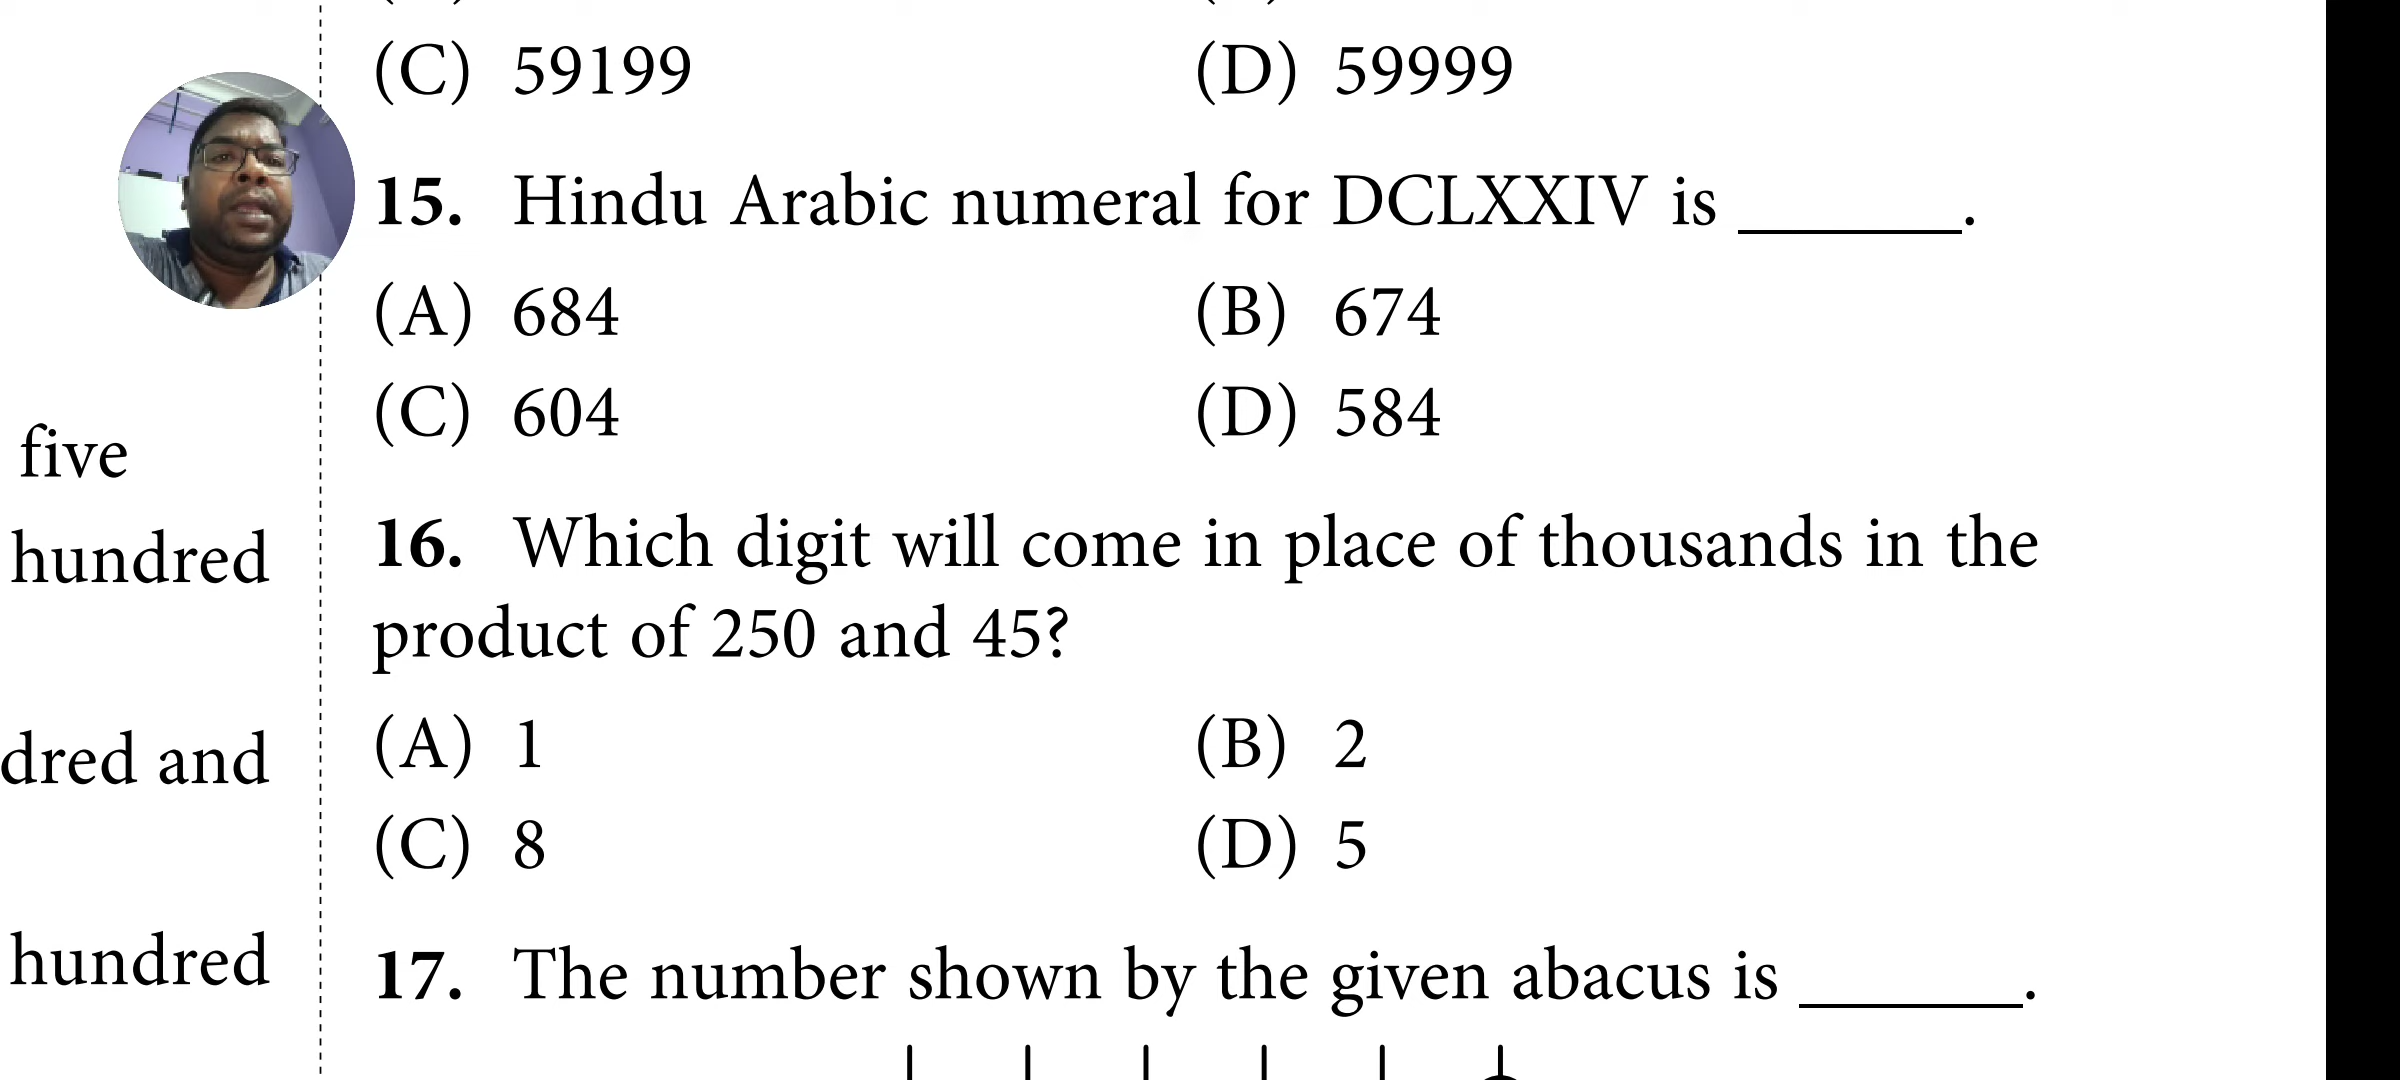 (C) 59199 (D) 59999
15. Hindu Arabic numeral for DCLXXIV is ______.
(A) 684 (B) 674
(C) 604 (D) 584
16. Which digit will come in place of thousands in the
product of 250 and 45?
(A) 1 (B) 2
(C) 8 (D) 5
17. The number shown by the given abacus is ______.
five
hundred
dred and
hundred